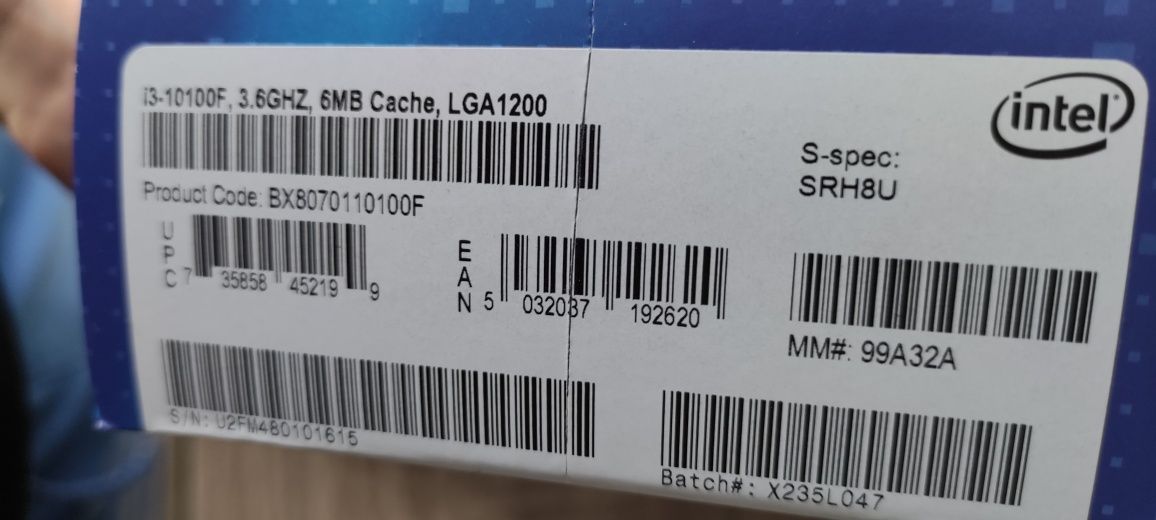 i3-10100F, 3.6GHZ, 6MB Cache, LGA1200
intel
S-spec:
SRH8U
Product Code: BX8070110100F
UPC
7 35858 45219 9
EAN
5 032037 192620
MM#: 99A32A
S/N: U2FM480101615
Batch#: X235L047